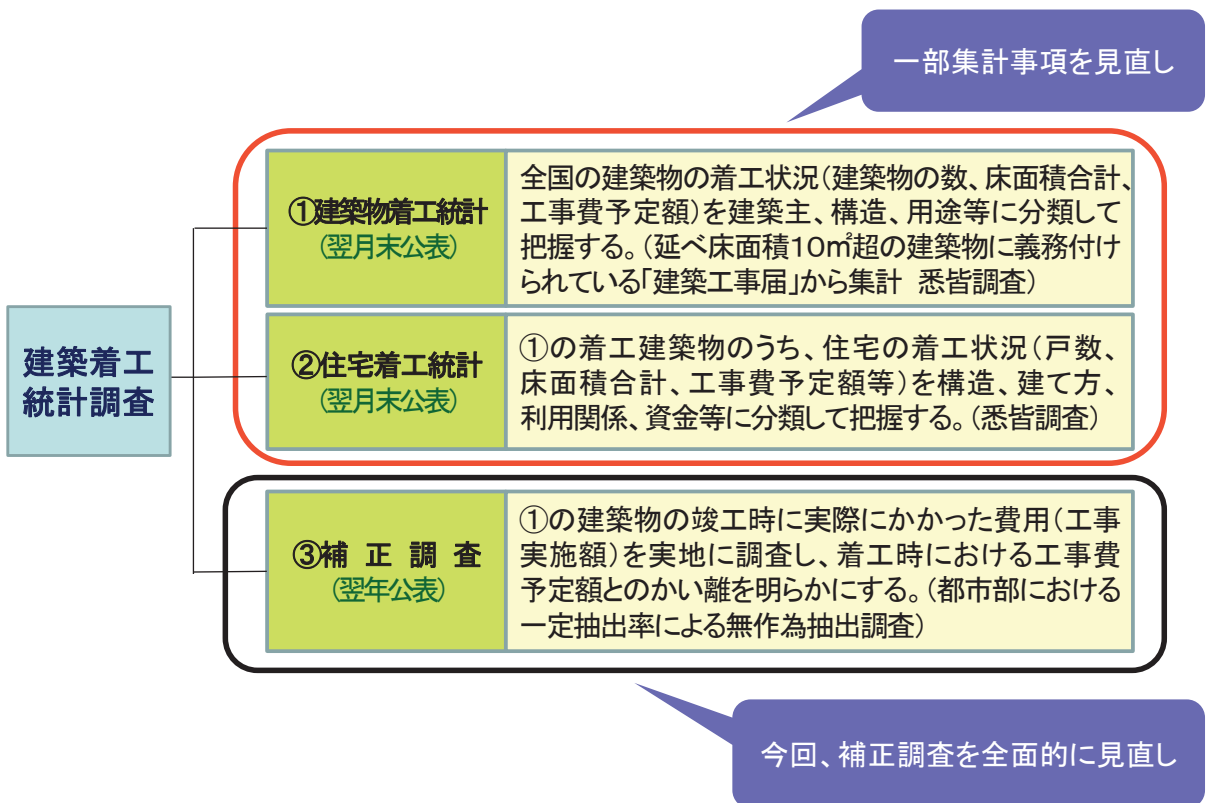 一部集計事項を見直し
①建築物着工統計
(翌月末公表)
全国の建築物の着工状況(建築物の数、床面積合計、
工事費予定額)を建築主、構造、用途等に分類して
把握する。(延べ床面積10㎡超の建築物に義務付け
られている「建築工事届」から集計 悉皆調査)
建築着工
統計調査
②住宅着工統計
(翌月末公表)
①の着工建築物のうち、住宅の着工状況(戸数、
床面積合計、工事費予定額等)を構造、建て方、
利用関係、資金等に分類して把握する。(悉皆調査)
③補 正 調 査
(翌年公表)
①の建築物の竣工時に実際にかかった費用(工事
実施額)を実地に調査し、着工時における工事費
予定額とのかい離を明らかにする。(都市部における
一定抽出率による無作為抽出調査)
今回、補正調査を全面的に見直し